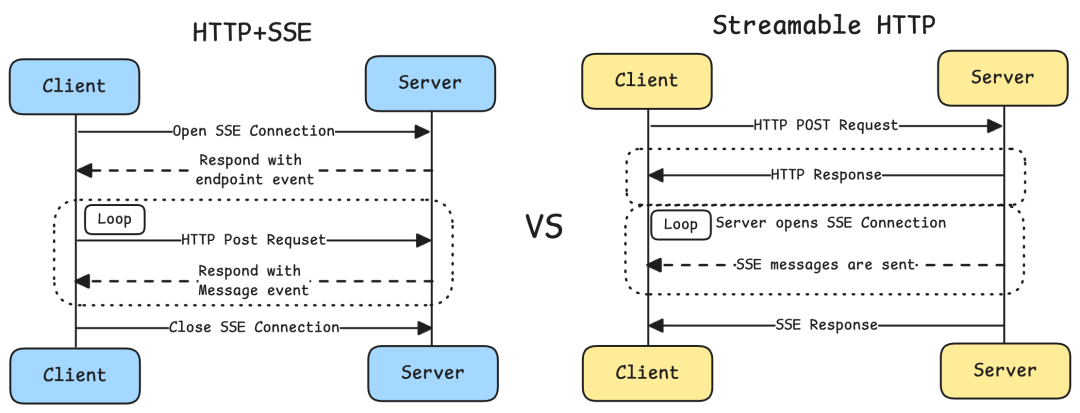 HTTP+SSE
Client
Server
Open SSE Connection
Respond with
endpoint event
Loop
HTTP Post Requset
Respond with
Message event
Close SSE Connection
Client
Server
VS
Streamable HTTP
Client
Server
HTTP POST Request
HTTP Response
Loop
Server opens SSE Connection
SSE messages are sent
SSE Response
Client
Server